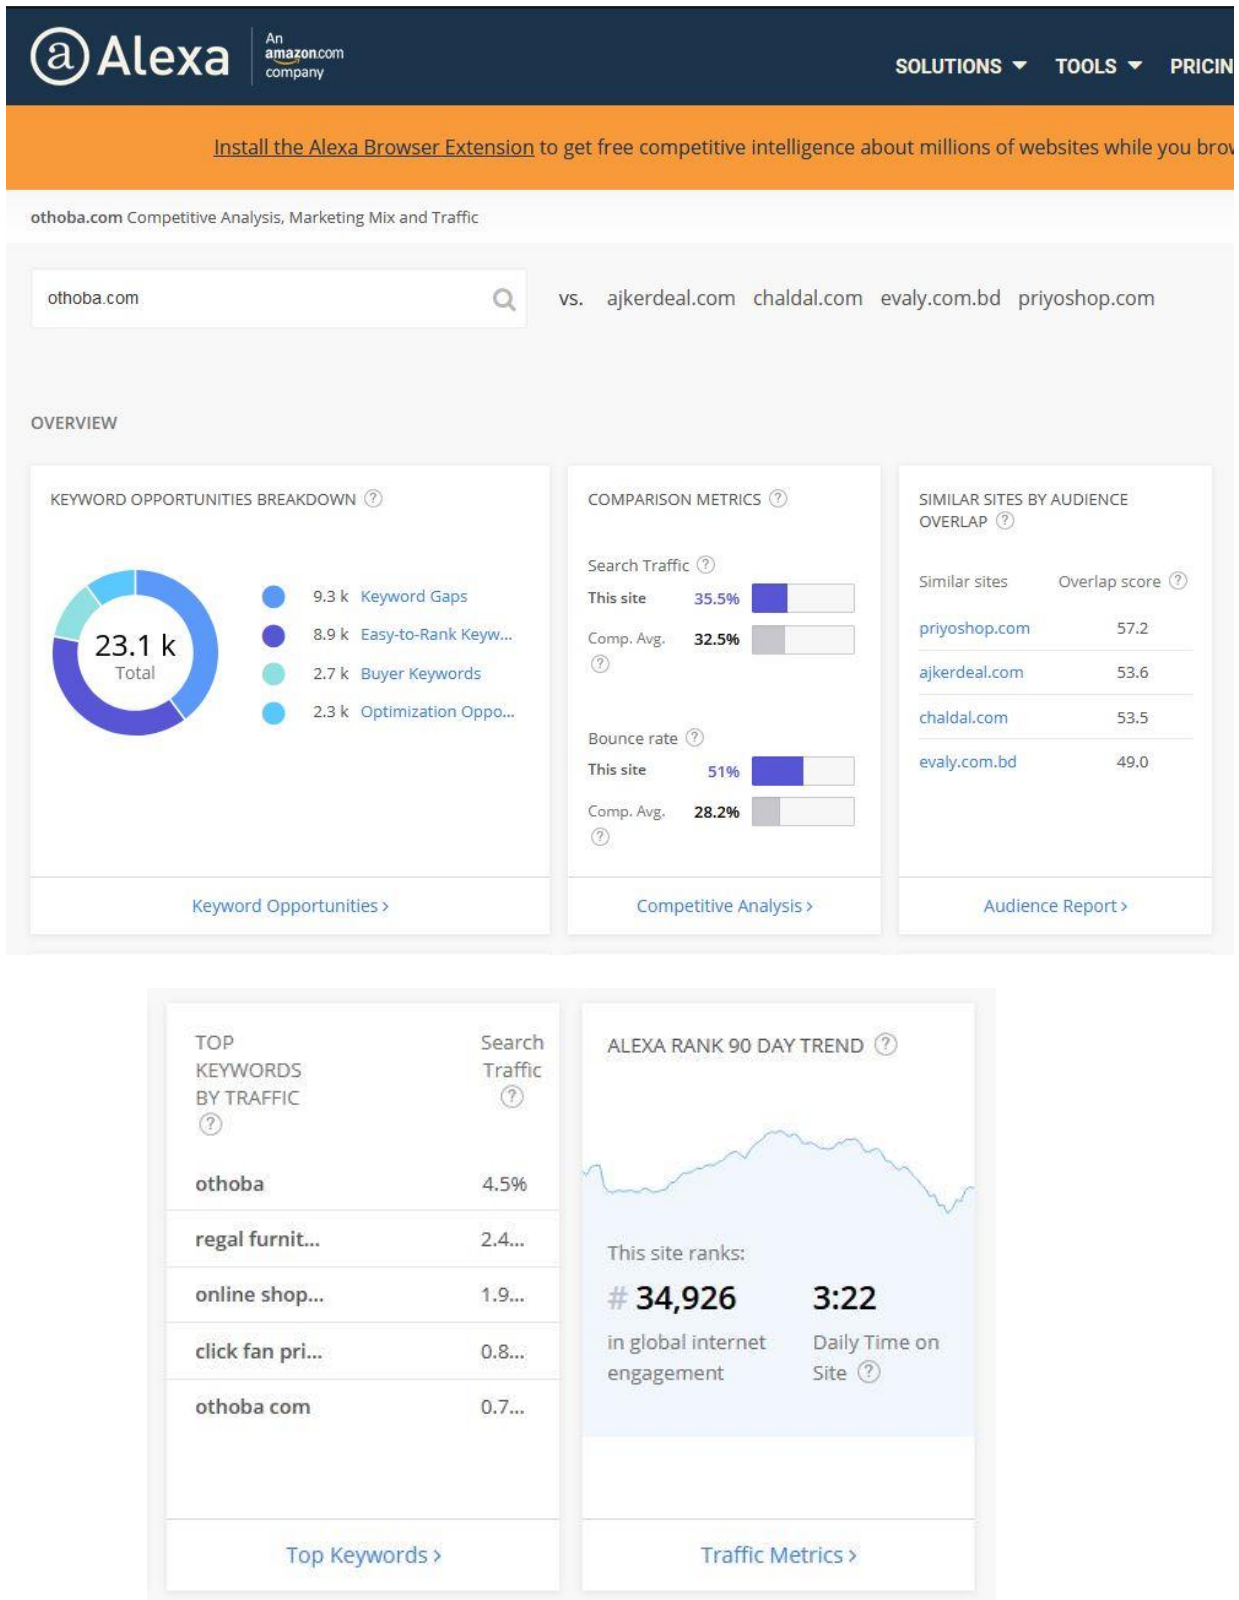 a Alexa
An
amazon.com
company
SOLUTIONS TOOLS PRICIN
Install the Alexa Browser Extension to get free competitive intelligence about millions of websites while you brow
othoba.com Competitive Analysis, Marketing Mix and Traffic
othoba.com
vs. ajkerdeal.com chaldal.com evaly.com.bd priyoshop.com
OVERVIEW
KEYWORD OPPORTUNITIES BREAKDOWN ?
23.1 k
Total
9.3 k Keyword Gaps
8.9 k Easy-to-Rank Keyw...
2.7 k Buyer Keywords
2.3 k Optimization Oppo...
Keyword Opportunities >
COMPARISON METRICS ?
Search Traffic ?
This site 35.5%
Comp. Avg. 32.5%
?
Bounce rate ?
This site 51%
Comp. Avg. 28.2%
?
Competitive Analysis >
SIMILAR SITES BY AUDIENCE
OVERLAP ?
Similar sites Overlap score ?
priyoshop.com 57.2
ajkerdeal.com 53.6
chaldal.com 53.5
evaly.com.bd 49.0
Audience Report >
TOP
KEYWORDS
BY TRAFFIC
?
Search
Traffic
?
othoba 4.5%
regal furnit... 2.4...
online shop... 1.9...
click fan pri... 0.8...
othoba com 0.7...
Top Keywords >
ALEXA RANK 90 DAY TREND ?
This site ranks:
# 34,926
in global internet
engagement
3:22
Daily Time on
Site ?
Traffic Metrics >